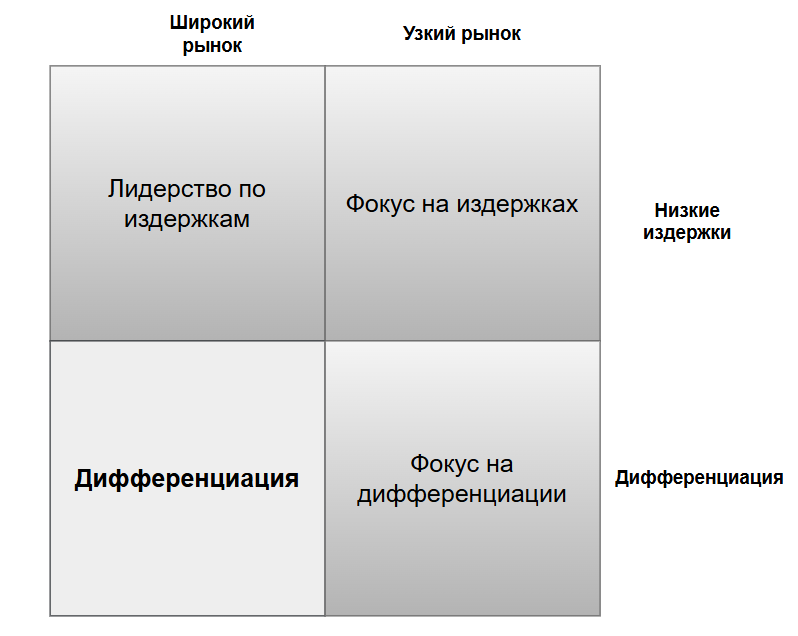 Широкий
рынок
Узкий рынок
Лидерство по
издержкам
Фокус на издержках
Низкие
издержки
Дифференциация
Фокус на
дифференциации
Дифференциация